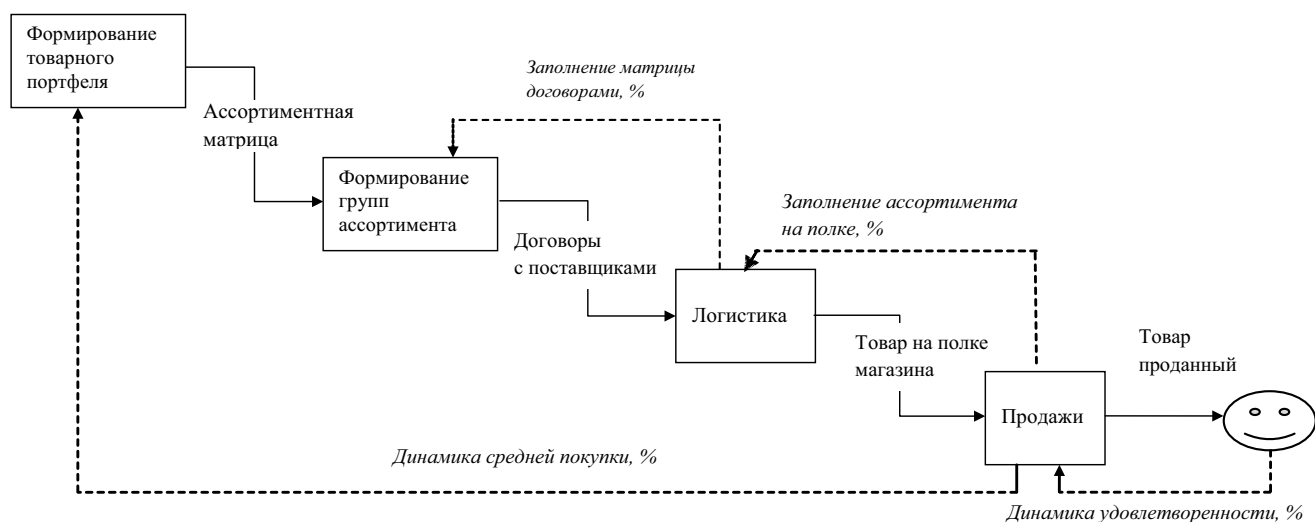 Формирование
товарного
портфеля
Заполнение матрицы
договорами, %
Ассортиментная
матрица
Формирование
групп
ассортимента
Заполнение ассортимента
на полке, %
Договоры
с поставщиками
Логистика
Товар на полке
магазина
Товар
проданный
Продажи
Динамика средней покупки, %
Динамика удовлетворенности, %